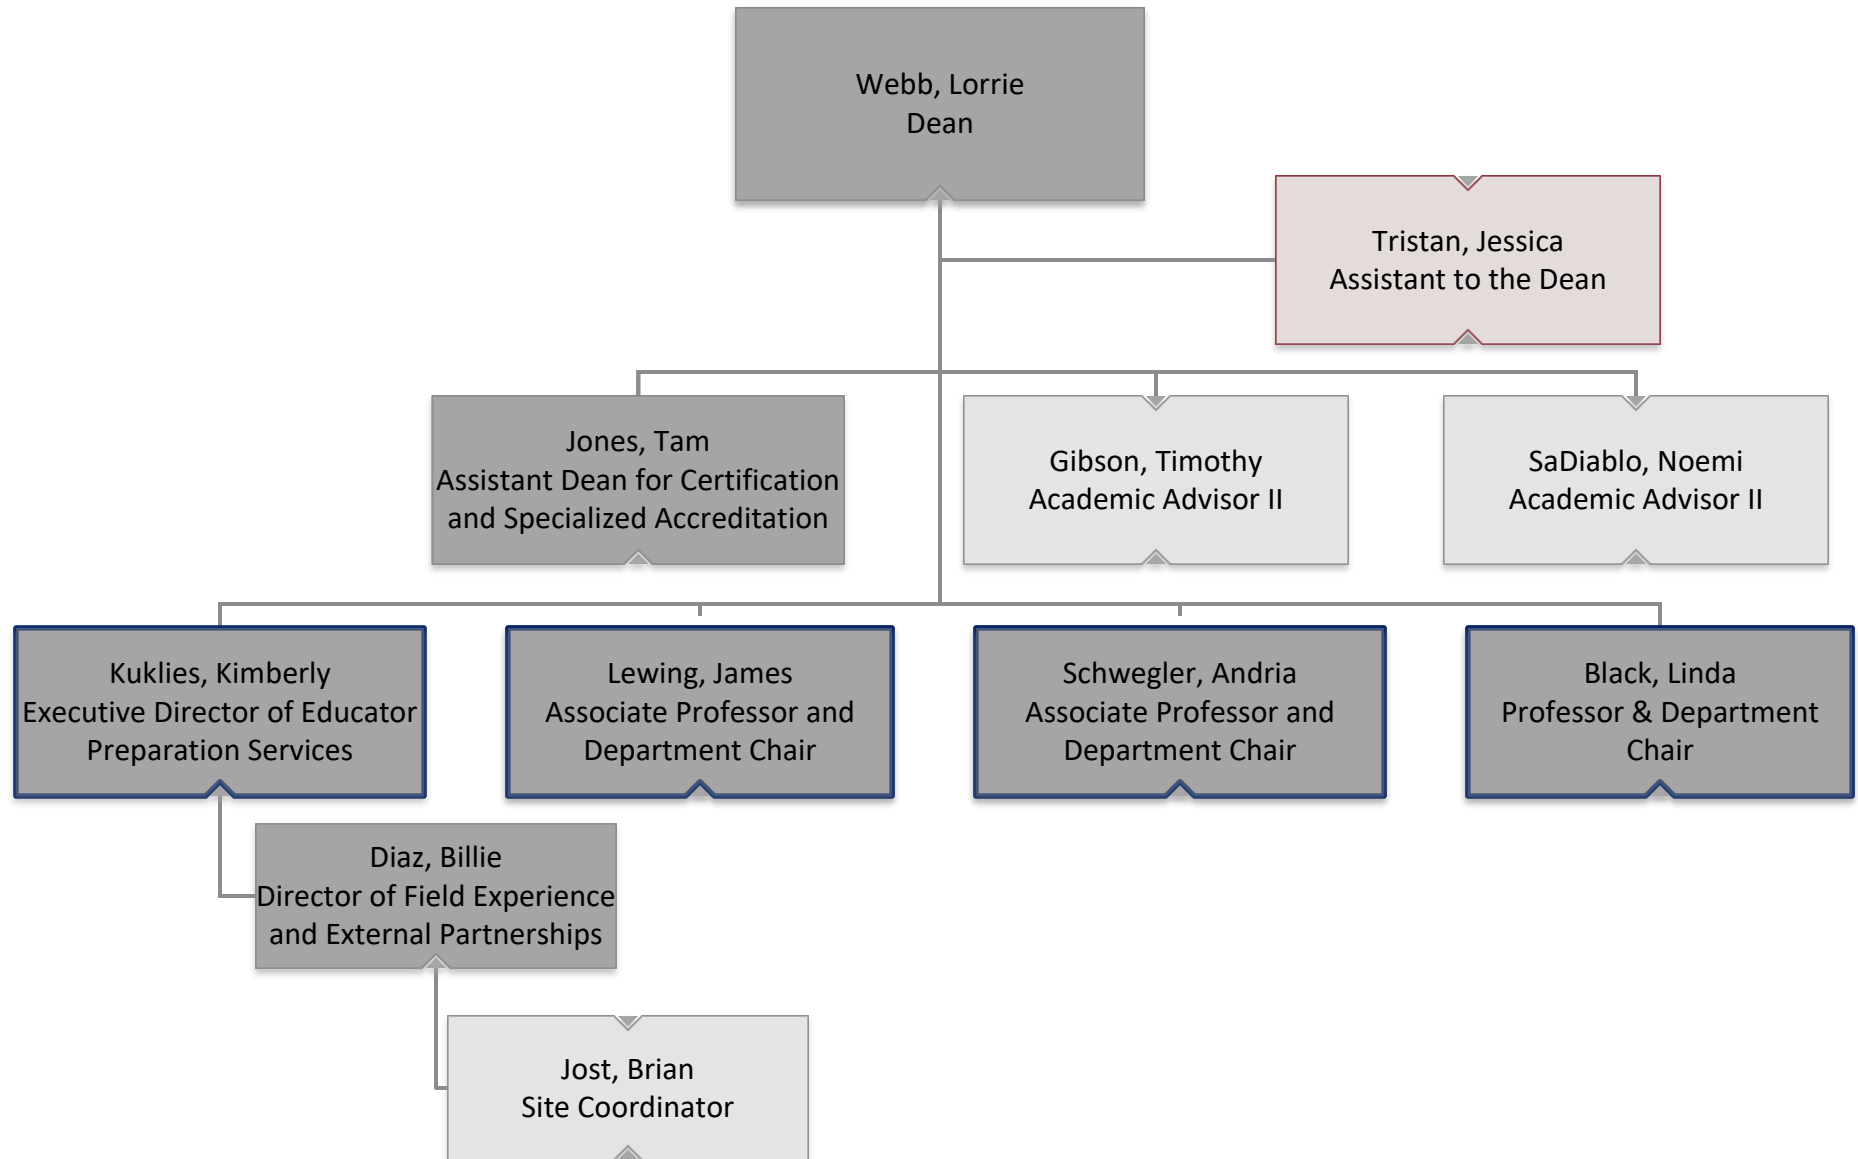 Webb, Lorrie
Dean
Tristan, Jessica
Assistant to the Dean
Jones, Tam
Assistant Dean for Certification
and Specialized Accreditation
Gibson, Timothy
Academic Advisor II
SaDiablo, Noemi
Academic Advisor II
Kuklies, Kimberly
Executive Director of Educator
Preparation Services
Lewing, James
Associate Professor and
Department Chair
Schwegler, Andria
Associate Professor and
Department Chair
Black, Linda
Professor & Department
Chair
Diaz, Billie
Director of Field Experience
and External Partnerships
Jost, Brian
Site Coordinator